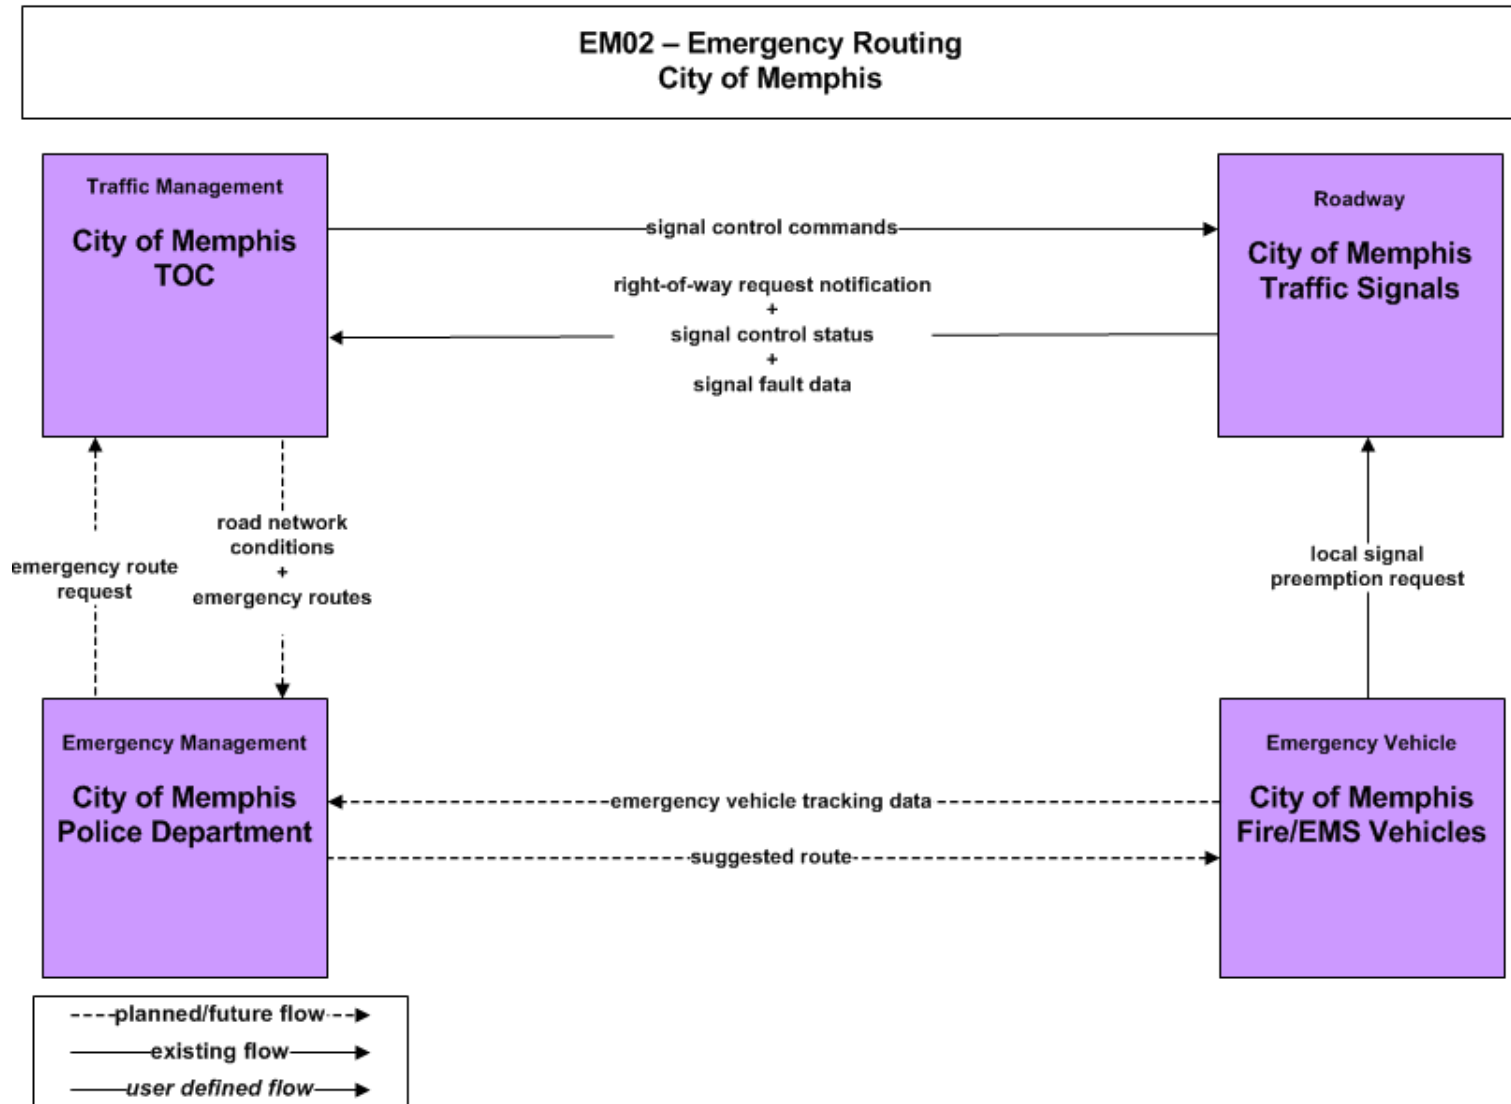 EM02 – Emergency Routing
City of Memphis
Traffic Management
City of Memphis
TOC
signal control commands
right-of-way request notification
+
signal control status
+
signal fault data
Roadway
City of Memphis
Traffic Signals
emergency route
request
road network
conditions
+
emergency routes
local signal
preemption request
Emergency Management
City of Memphis
Police Department
emergency vehicle tracking data
suggested route
Emergency Vehicle
City of Memphis
Fire/EMS Vehicles
planned/future flow
existing flow
user defined flow